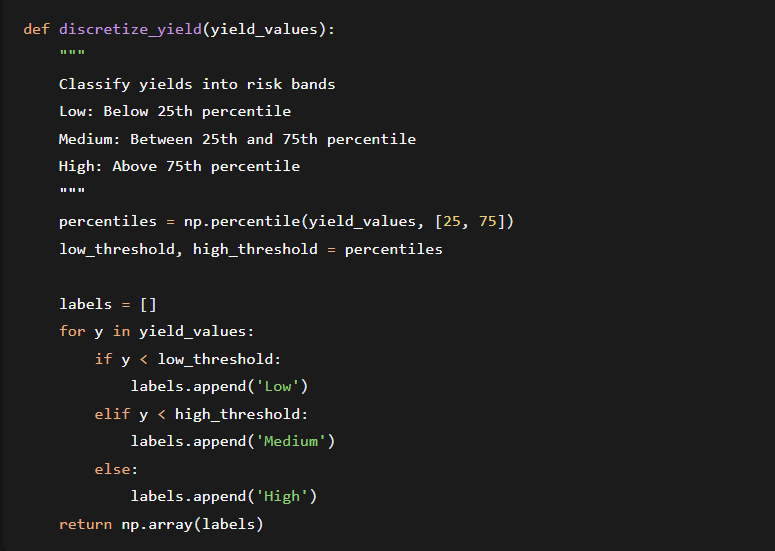 def discretize_yield(yield_values):
    """
    Classify yields into risk bands
    Low: Below 25th percentile
    Medium: Between 25th and 75th percentile
    High: Above 75th percentile
    """
    percentiles = np.percentile(yield_values, [25, 75])
    low_threshold, high_threshold = percentiles

    labels = []
    for y in yield_values:
        if y < low_threshold:
            labels.append('Low')
        elif y < high_threshold:
            labels.append('Medium')
        else:
            labels.append('High')
    return np.array(labels)